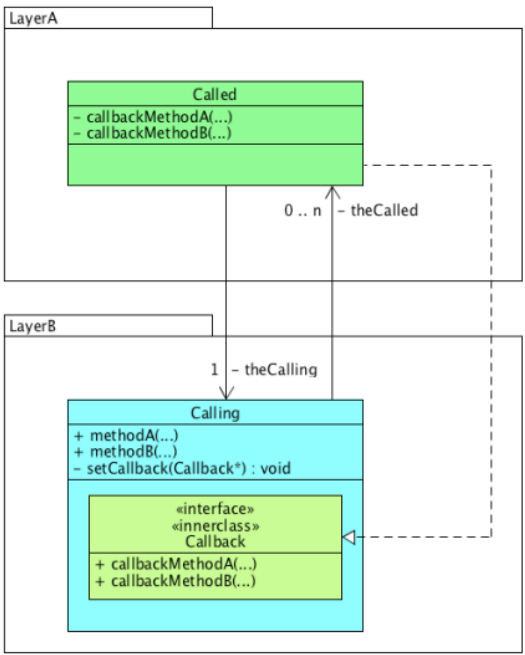 LayerA
Called
- callbackMethodA(...)
- callbackMethodB(...)
0 .. n - theCalled
LayerB
1 - theCalling
Calling
+ methodA(...)
+ methodB(...)
- setCallback(Callback*) : void
«interface»
«innerclass»
Callback
+ callbackMethodA(...)
+ callbackMethodB(...)